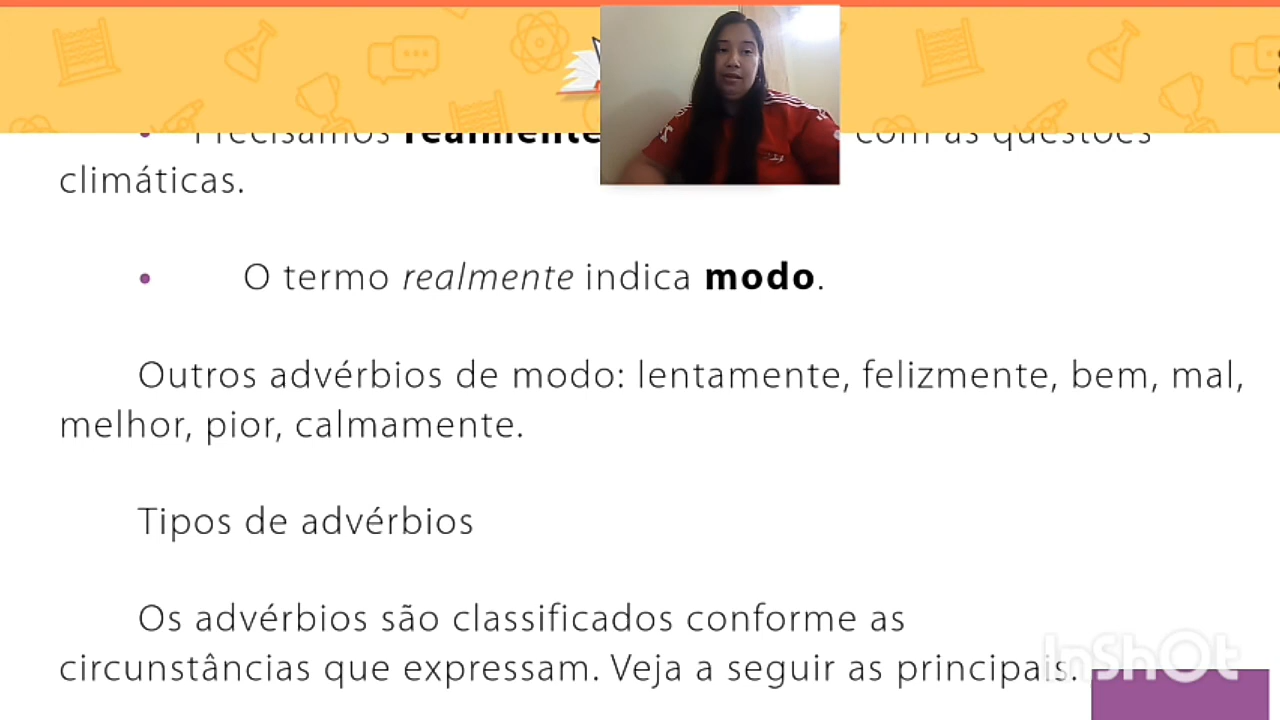 • Precisamos realmente com as questões
climáticas.
• O termo realmente indica modo.
Outros advérbios de modo: lentamente, felizmente, bem, mal,
melhor, pior, calmamente.
Tipos de advérbios
Os advérbios são classificados conforme as
circunstâncias que expressam. Veja a seguir as principais.
InShOt